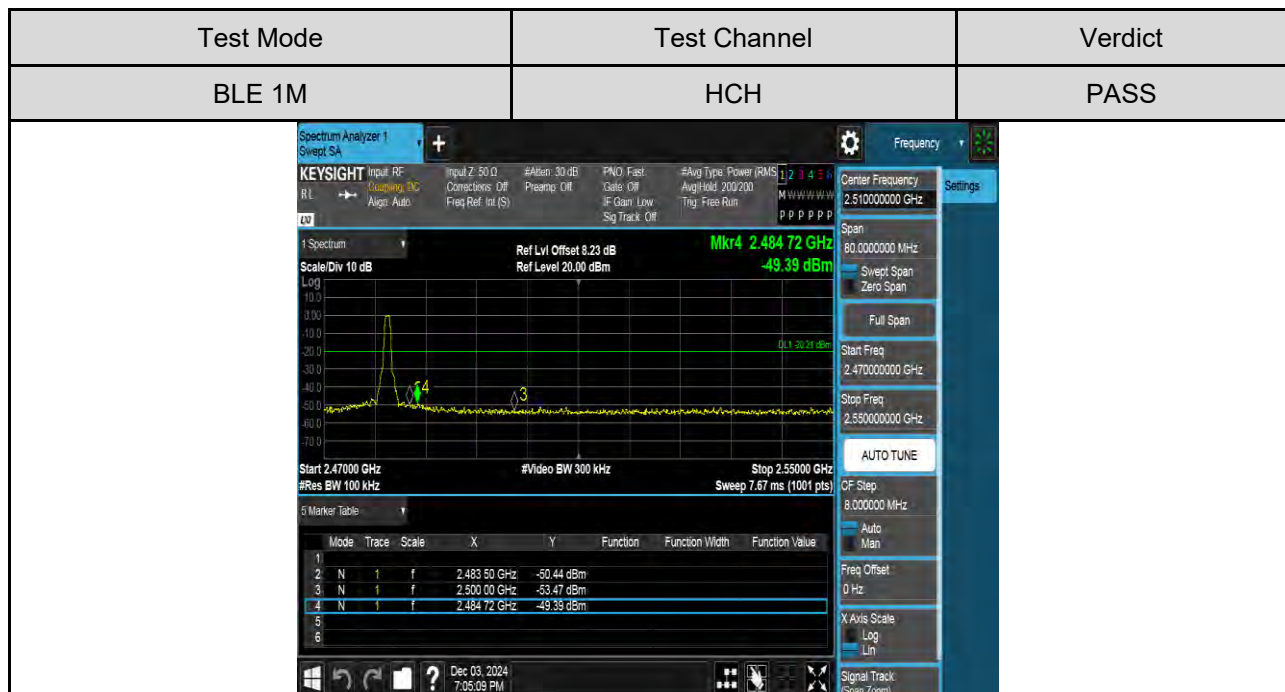 Test Mode Test Channel Verdict
BLE 1M HCH PASS
Spectrum Analyzer 1
Swept SA
+
Frequency
KEYSIGHT Input: RF Input Z: 50 Ω #Atten: 30 dB PNO: Fast #Avg Type: Power (RMS 1 2 3 4 5 6
RL Coupling: DC Corrections: Off Preamp: Off Gate: Off Avg|Hold: 200/200 M W W W W W
Align: Auto Freq Ref: Int (S) IF Gain: Low Trig: Free Run
Sig Track: Off P P P P P P
LXI
Center Frequency
2.510000000 GHz
Settings
Span
80.0000000 MHz
Swept Span
Zero Span
Full Span
Start Freq
2.470000000 GHz
Stop Freq
2.550000000 GHz
AUTO TUNE
CF Step
8.000000 MHz
Auto
Man
Freq Offset
0 Hz
X Axis Scale
Log
Lin
Signal Track
(Span Zoom)
1 Spectrum Ref Lvl Offset 8.23 dB Mkr4 2.484 72 GHz
Scale/Div 10 dB Ref Level 20.00 dBm -49.39 dBm
Log
10.0
0.00
-10.0
-20.0
DL1 -20.21 dBm
-30.0
-40.0
4
3
-50.0
-60.0
-70.0
Start 2.47000 GHz #Video BW 300 kHz Stop 2.55000 GHz
#Res BW 100 kHz Sweep 7.67 ms (1001 pts)
5 Marker Table
Mode Trace Scale X Y Function Function Width Function Value
1
2 N 1 f 2.483 50 GHz -50.44 dBm
3 N 1 f 2.500 00 GHz -53.47 dBm
4 N 1 f 2.484 72 GHz -49.39 dBm
5
6
? Dec 03, 2024
7:05:09 PM